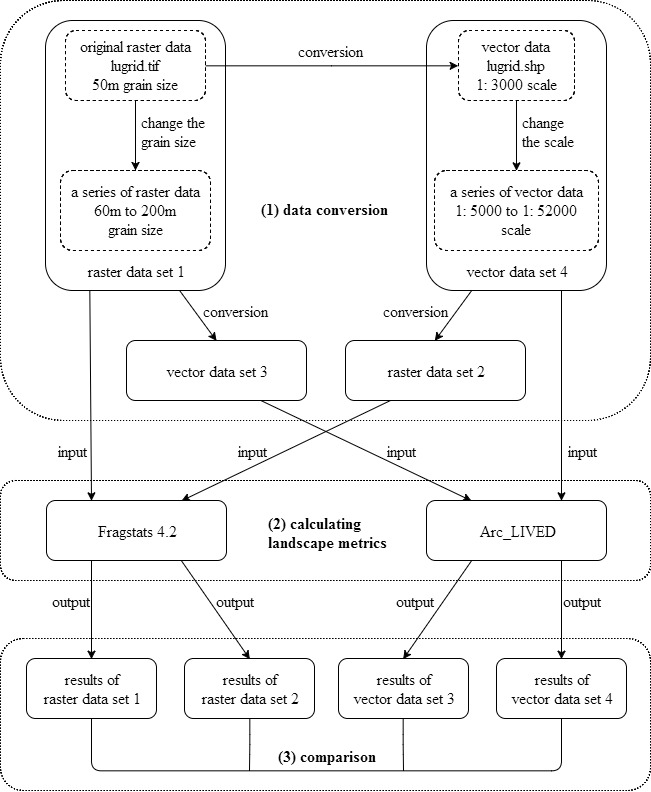 original raster data
lugrid.tif
50m grain size
conversion
vector data
lugrid.shp
1: 3000 scale
change the
grain size
change
the scale
a series of raster data
60m to 200m
grain size
(1) data conversion
a series of vector data
1: 5000 to 1: 52000
scale
raster data set 1
vector data set 4
conversion
conversion
vector data set 3
raster data set 2
input
input
input
input
Fragstats 4.2
(2) calculating
landscape metrics
Arc_LIVED
output
output
output
output
results of
raster data set 1
results of
raster data set 2
results of
vector data set 3
results of
vector data set 4
(3) comparison